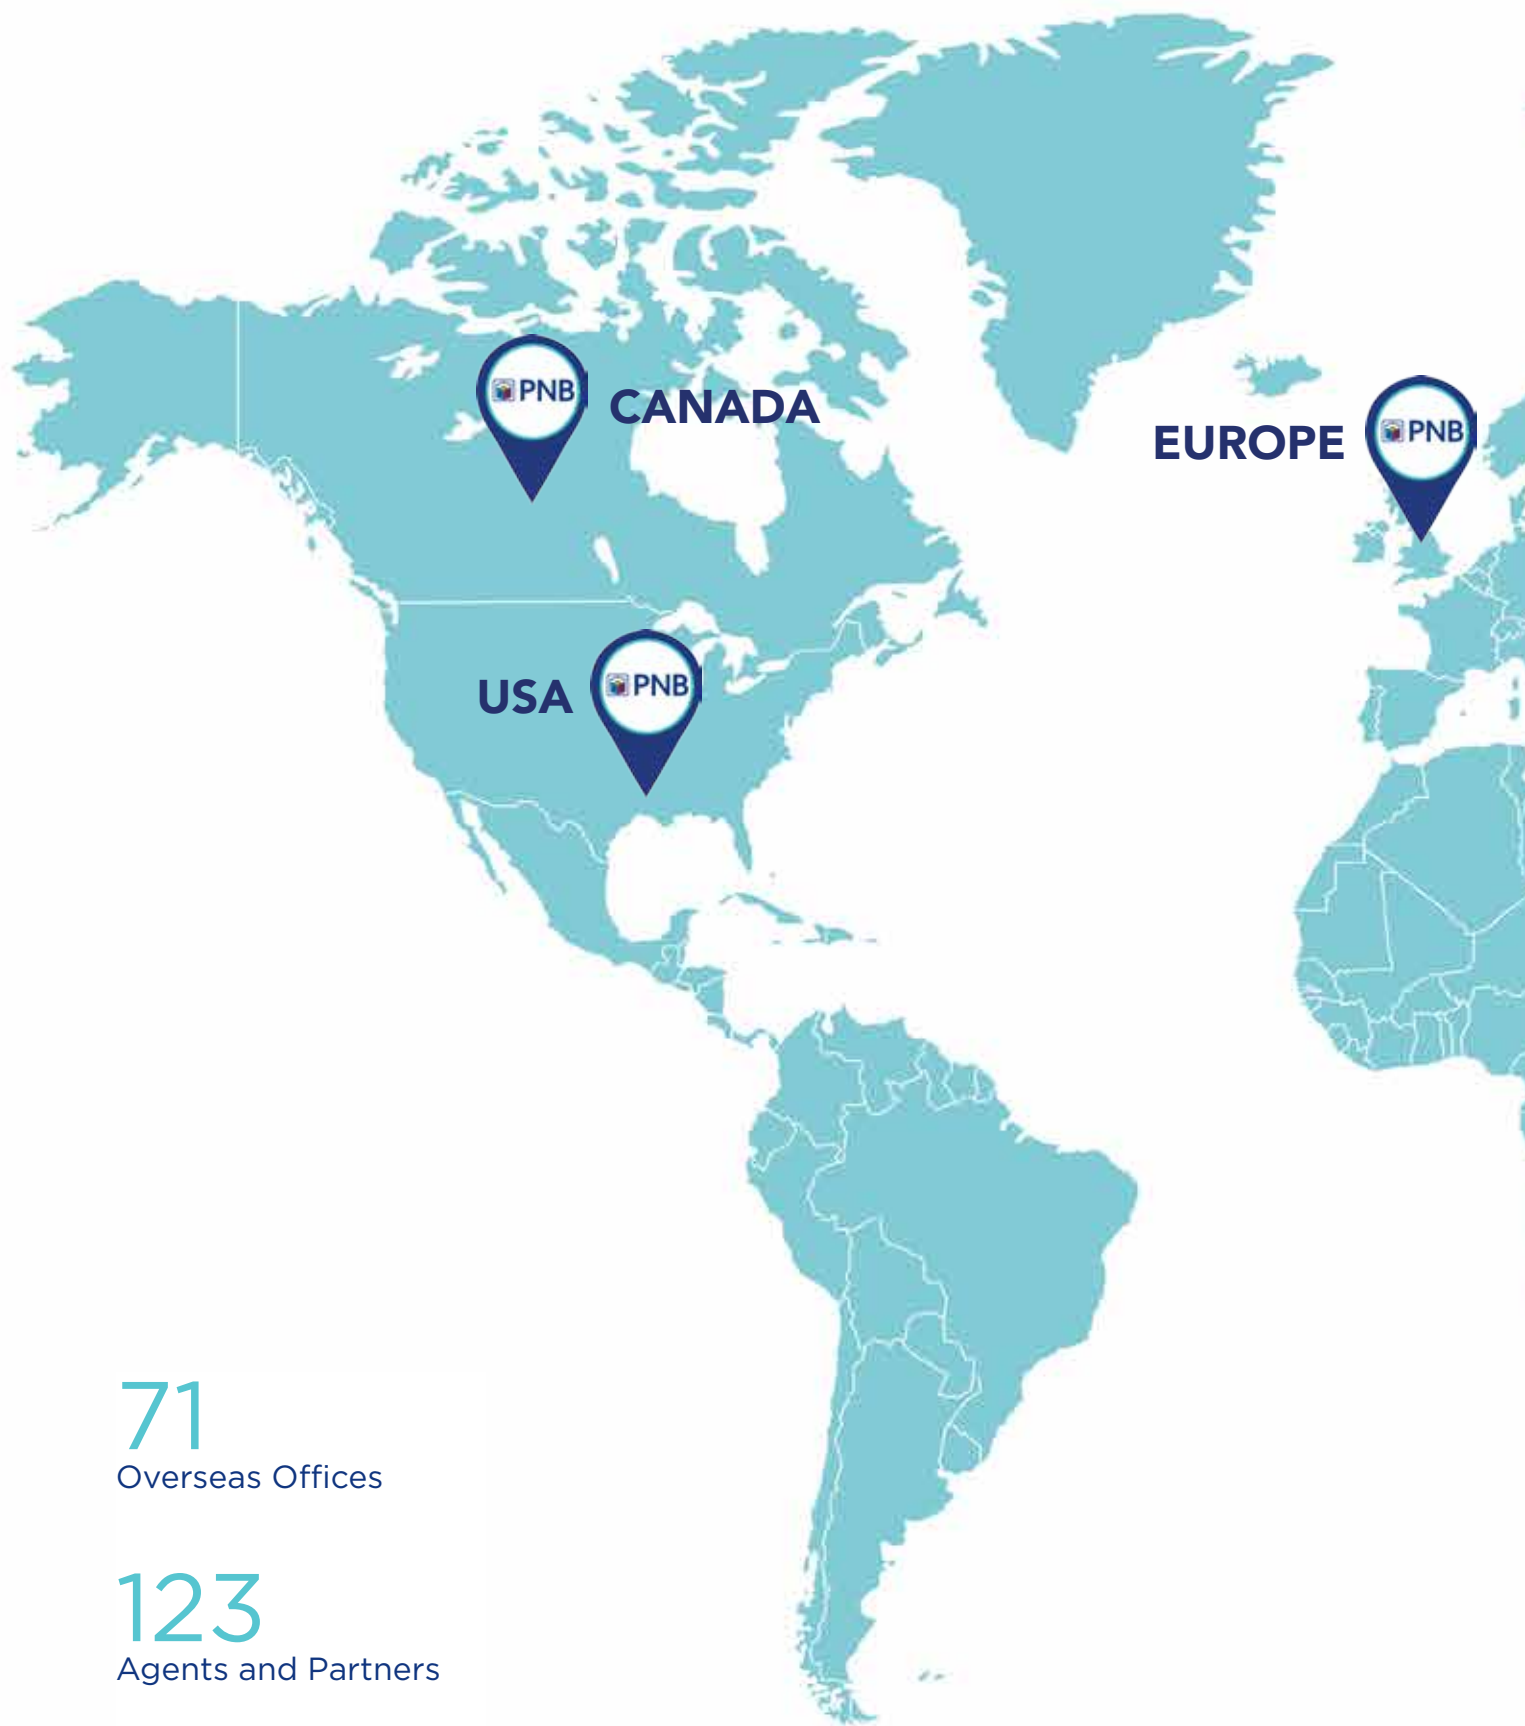 PNB
CANADA
EUROPE
PNB
USA
PNB
71
Overseas Offices
123
Agents and Partners